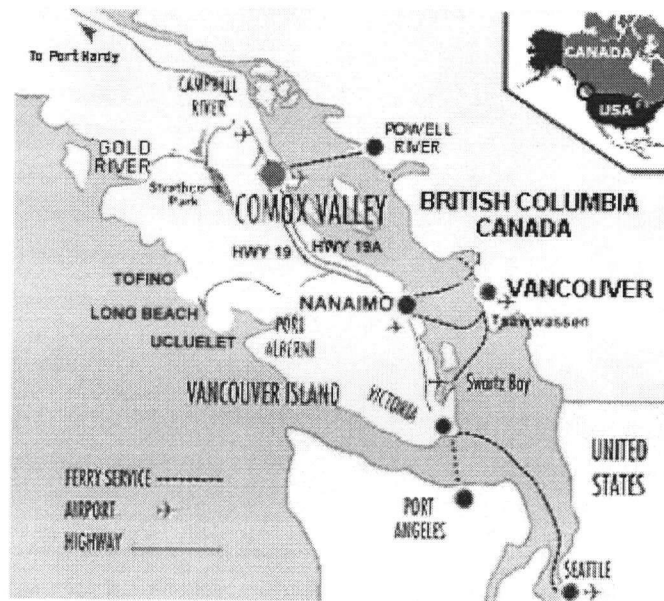 To Port Hardy
CANADA
USA
CAMPBELL
RIVER
POWELL
RIVER
GOLD
RIVER
Strathcona
Park
COMOX VALLEY
BRITISH COLUMBIA
CANADA
HWY 19
HWY 19A
TOFINO
LONG BEACH
UCLUELET
NANAIMO
VANCOUVER
Tsawwassen
PORT
ALBERNI
VANCOUVER ISLAND
VICTORIA
Swartz Bay
UNITED
STATES
FERRY SERVICE
AIRPORT
HIGHWAY
PORT
ANGELES
SEATTLE